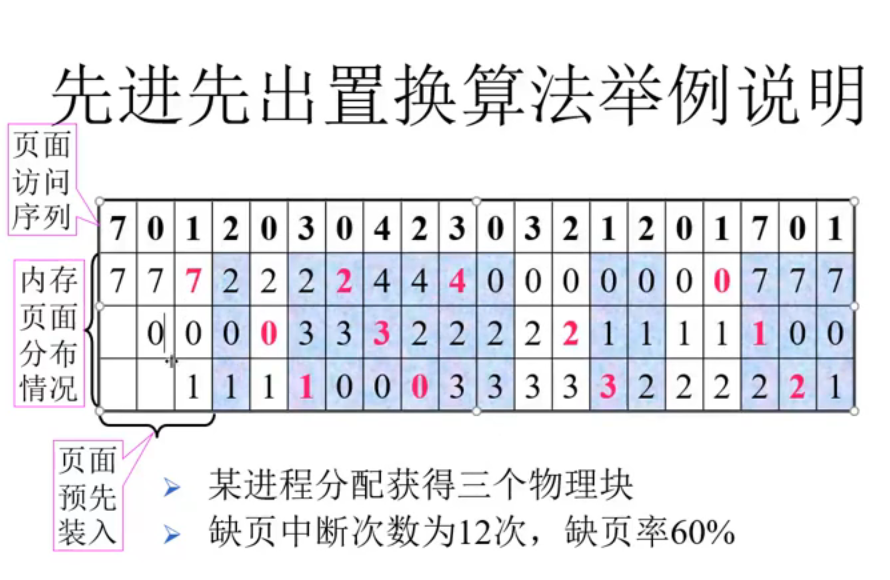 先进先出置换算法举例说明
页面
访问
序列
7 0 1 2 0 3 0 4 2 3 0 3 2 1 2 0 1 7 0 1
内存
页面
分布
情况
7 7 7 2 2 2 2 4 4 4 0 0 0 0 0 0 0 7 7 7
0 0 0 0 3 3 3 2 2 2 2 2 1 1 1 1 1 0 0
1 1 1 1 0 0 0 3 3 3 3 3 2 2 2 2 2 1
页面
预先
装入
某进程分配获得三个物理块
缺页中断次数为12次，缺页率60%